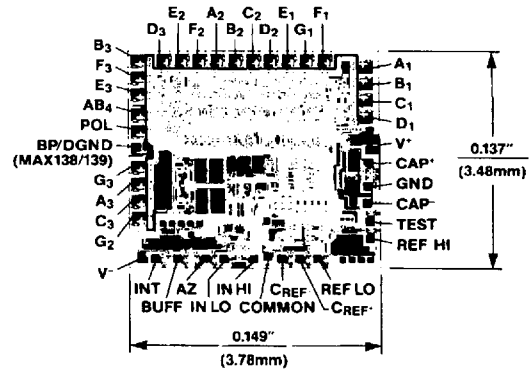 D₃ E₂ F₂ A₂ B₂ C₂ D₂ E₁ G₁ F₁
B₃
F₃
E₃
AB₄
POL
BP/DGND
(MAX138/139)
G₃
A₃
C₃
G₂
V⁻
A₁
B₁
C₁
D₁
V⁺
CAP⁺
GND
CAP⁻
TEST
REF HI
0.137"
(3.48mm)
INT AZ IN HI CREF⁻ REF LO
BUFF IN LO COMMON CREF⁺
0.149"
(3.78mm)